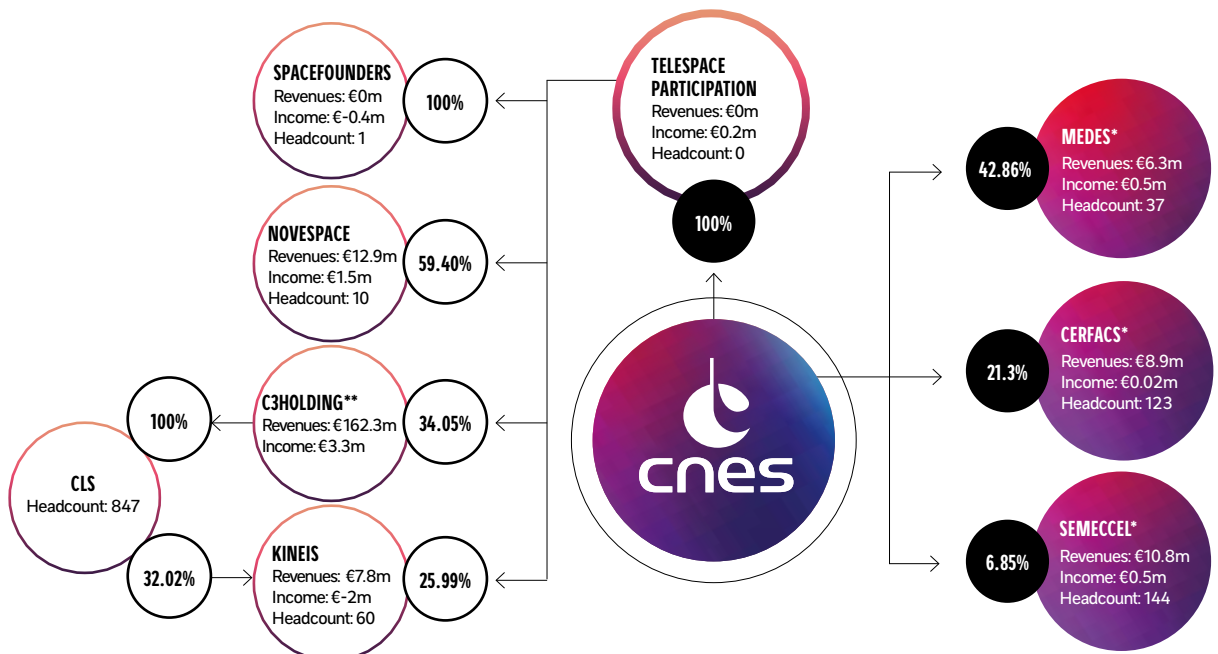 SPACEFOUNDERS
Revenues: €0m
Income: €-0.4m
Headcount: 1
100%
TELESPACE
PARTICIPATION
Revenues: €0m
Income: €0.2m
Headcount: 0
100%
MEDES*
Revenues: €6.3m
Income: €0.5m
Headcount: 37
42.86%
NOVESPACE
Revenues: €12.9m
Income: €1.5m
Headcount: 10
59.40%
C3HOLDING**
Revenues: €162.3m
Income: €3.3m
34.05%
100%
CLS
Headcount: 847
32.02%
KINEIS
Revenues: €7.8m
Income: €-2m
Headcount: 60
25.99%
cnes
CERFACS*
Revenues: €8.9m
Income: €0.02m
Headcount: 123
21.3%
SEMECCEL*
Revenues: €10.8m
Income: €0.5m
Headcount: 144
6.85%